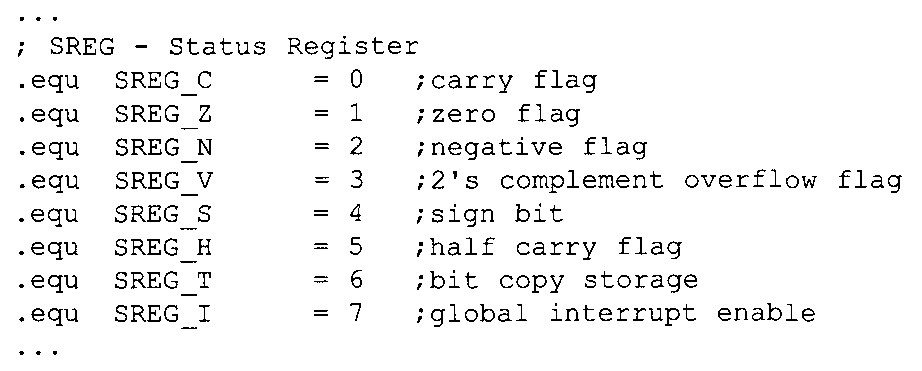 ...
; SREG - Status Register
.equ SREG_C = 0 ;carry flag
.equ SREG_Z = 1 ;zero flag
.equ SREG_N = 2 ;negative flag
.equ SREG_V = 3 ;2's complement overflow flag
.equ SREG_S = 4 ;sign bit
.equ SREG_H = 5 ;half carry flag
.equ SREG_T = 6 ;bit copy storage
.equ SREG_I = 7 ;global interrupt enable
...